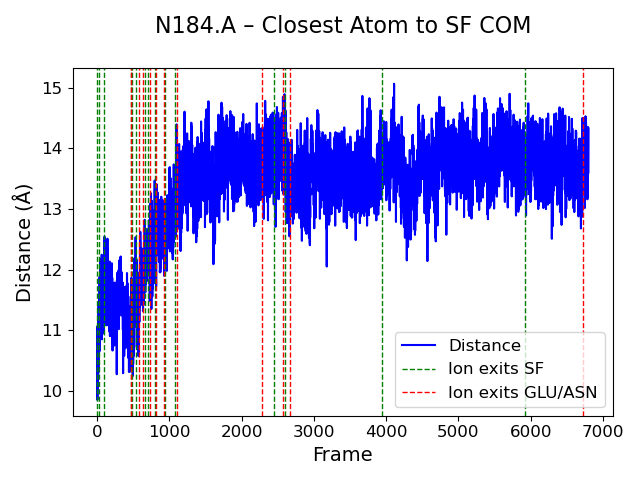 N184.A – Closest Atom to SF COM
15
14
13
12
11
10
Distance (Å)
Distance
Ion exits SF
Ion exits GLU/ASN
0 1000 2000 3000 4000 5000 6000 7000
Frame